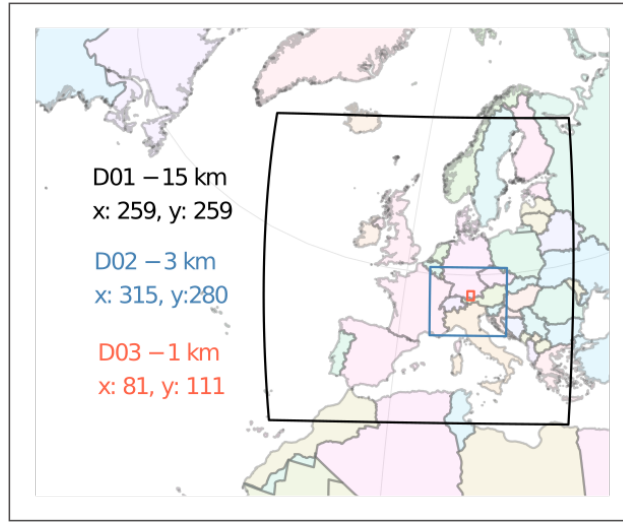 D01 – 15 km
x: 259, y: 259
D02 – 3 km
x: 315, y:280
D03 – 1 km
x: 81, y: 111